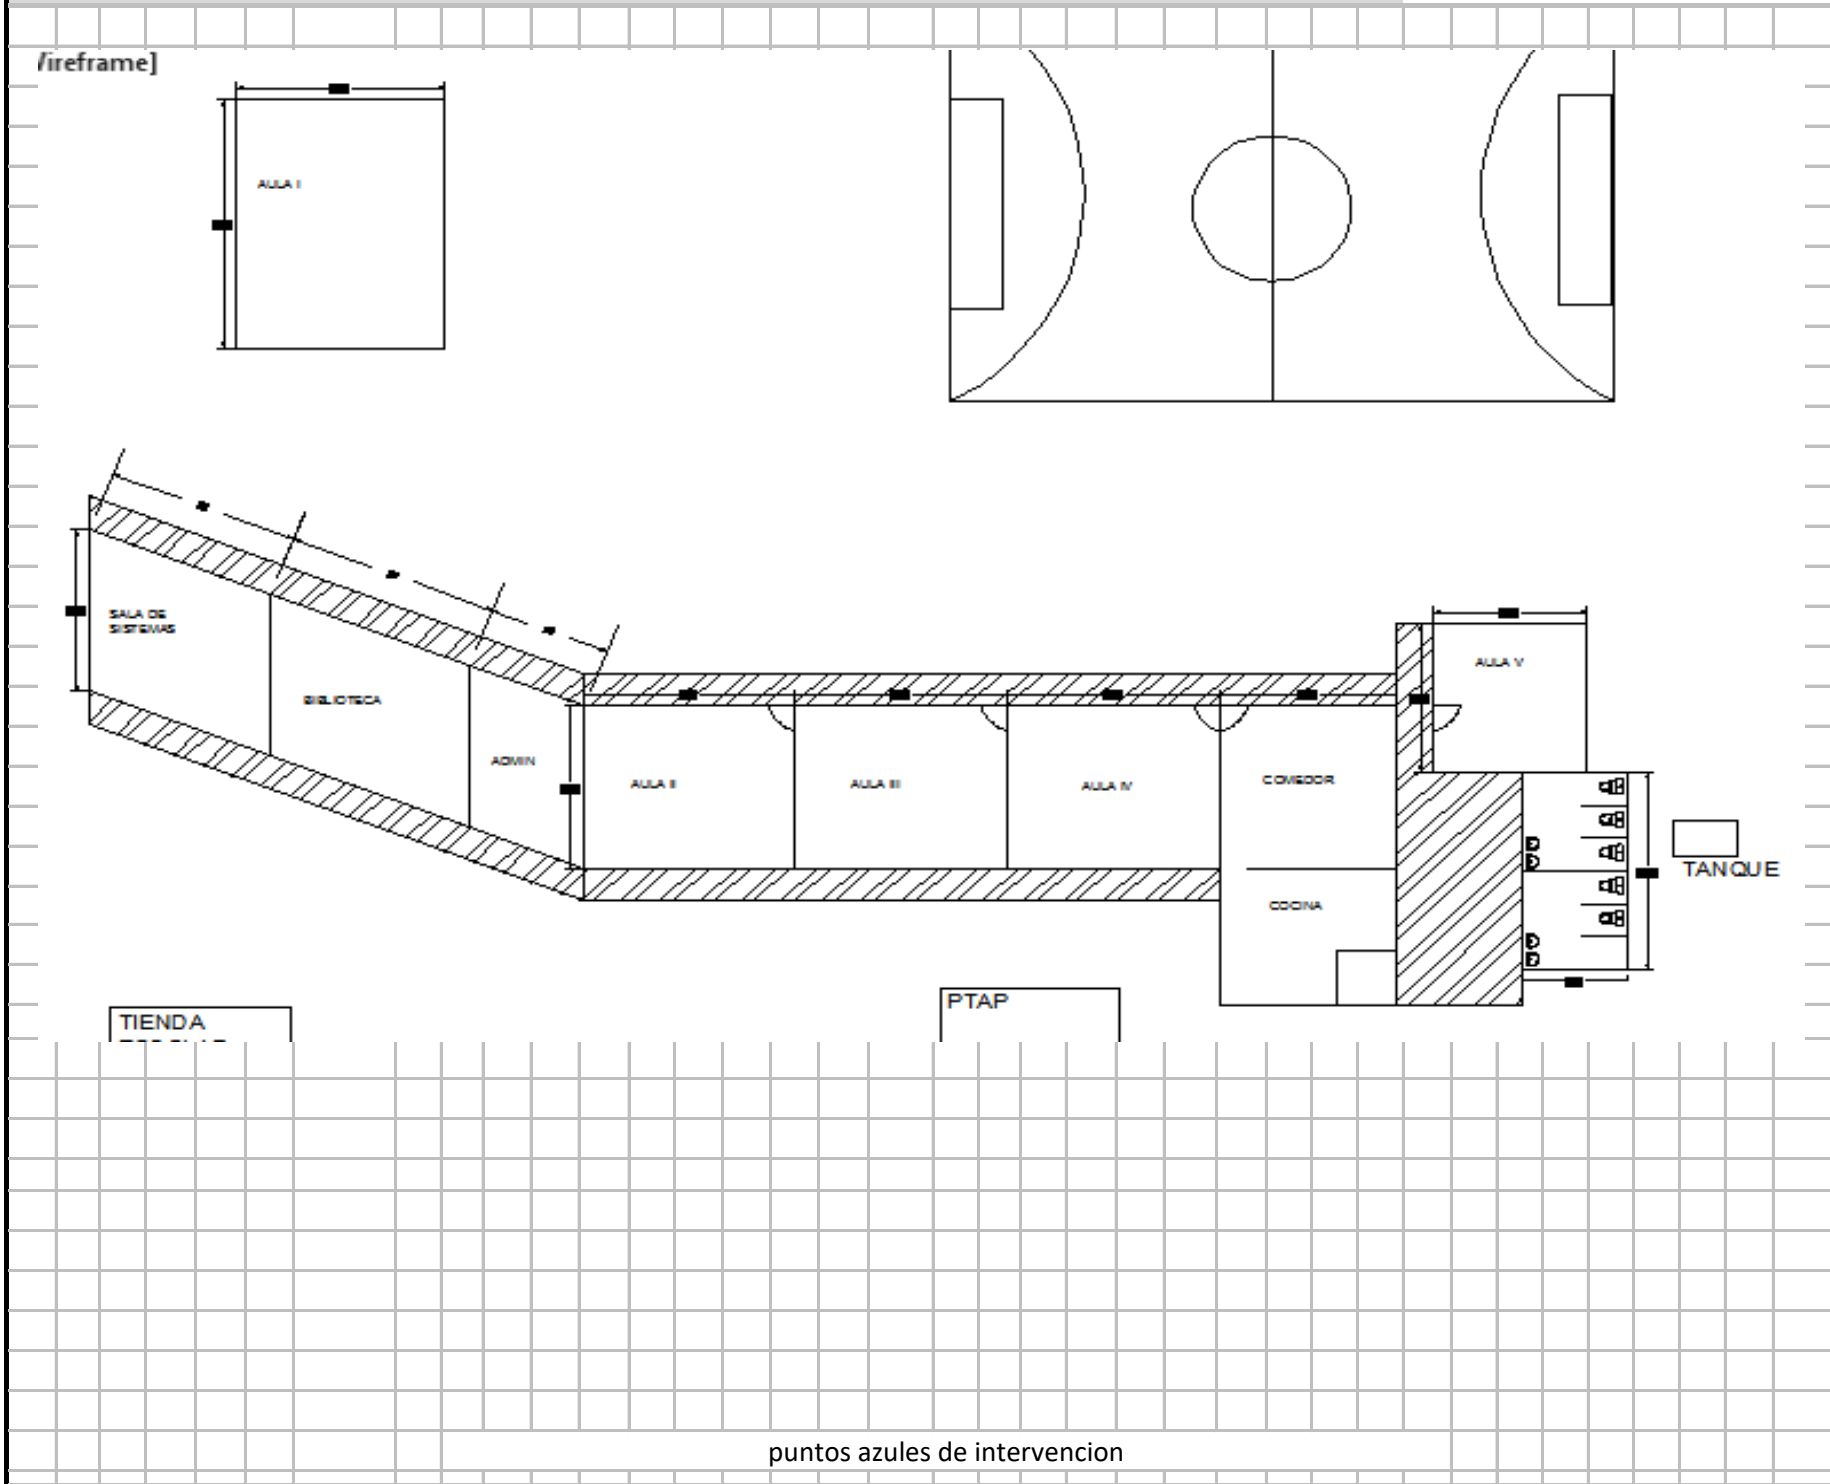 /ireframe]
AULA I
SALA DE
SISTEMAS
BIBLIOTECA
ADMIN
AULA II
AULA III
AULA IV
COMEDOR
AULA V
COCINA
TANQUE
PTAP
TIENDA
puntos azules de intervencion